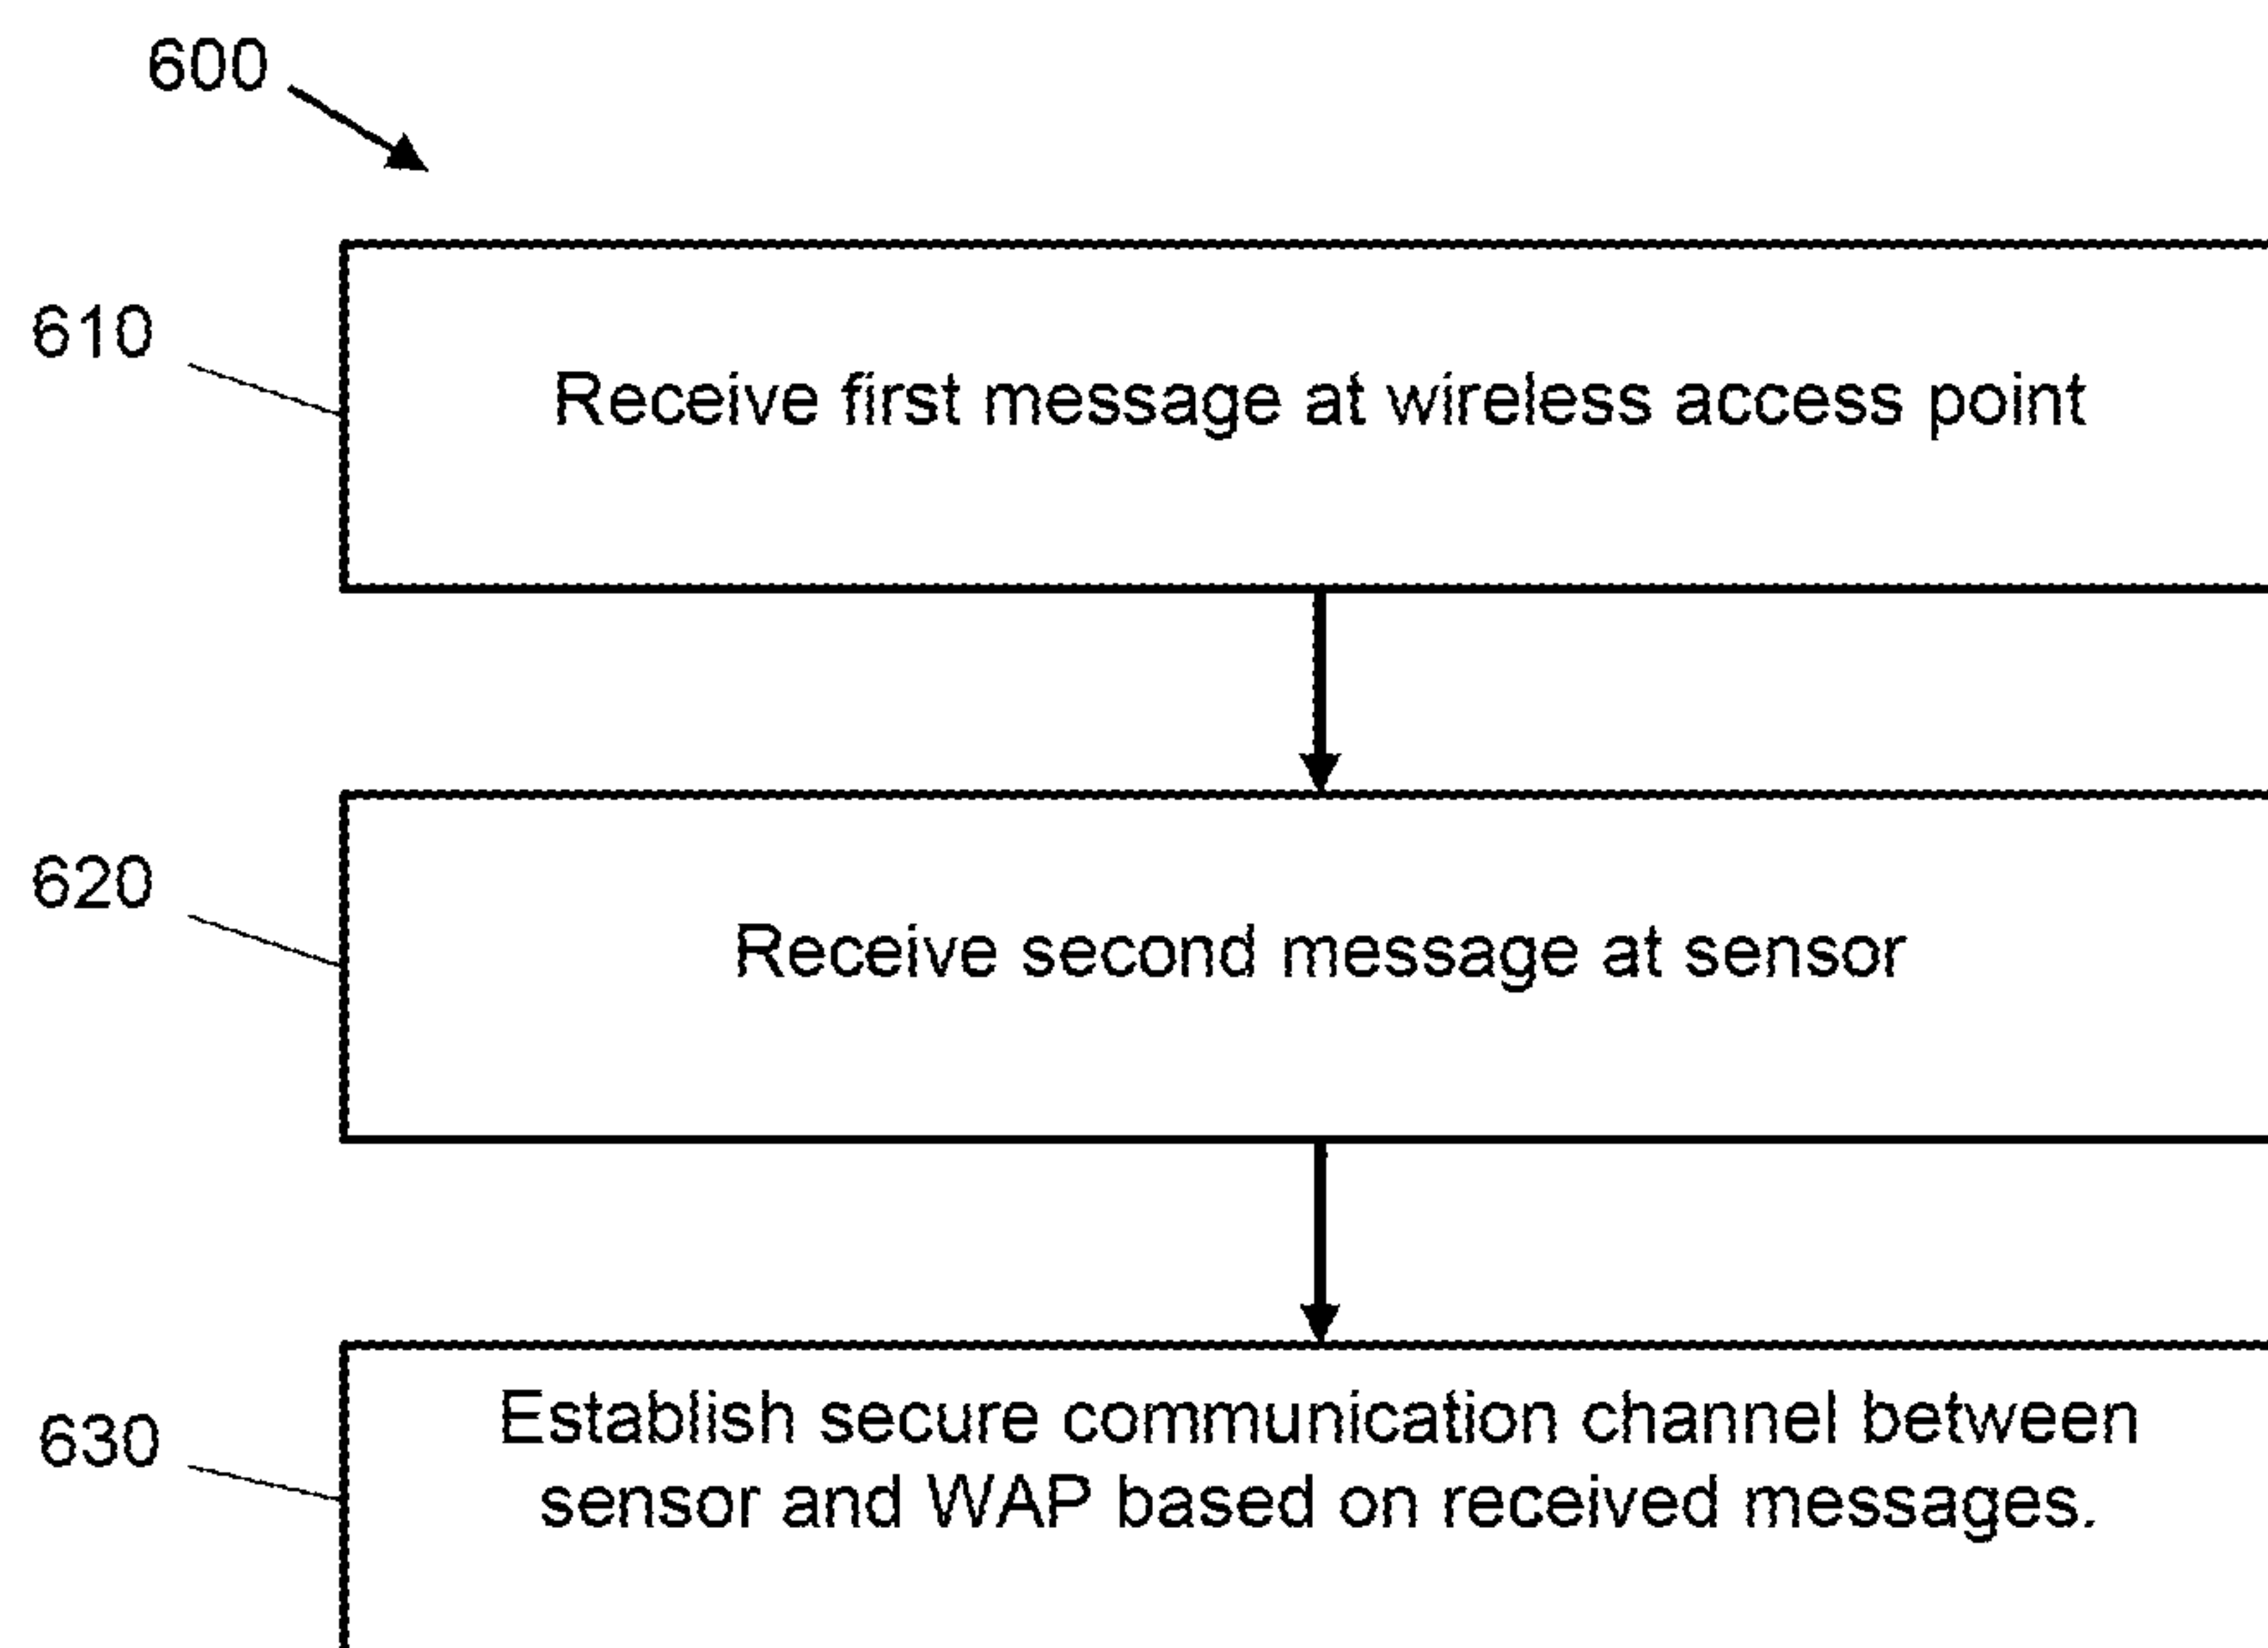 600
610
Receive first message at wireless access point
620
Receive second message at sensor
630
Establish secure communication channel between
sensor and WAP based on received messages.